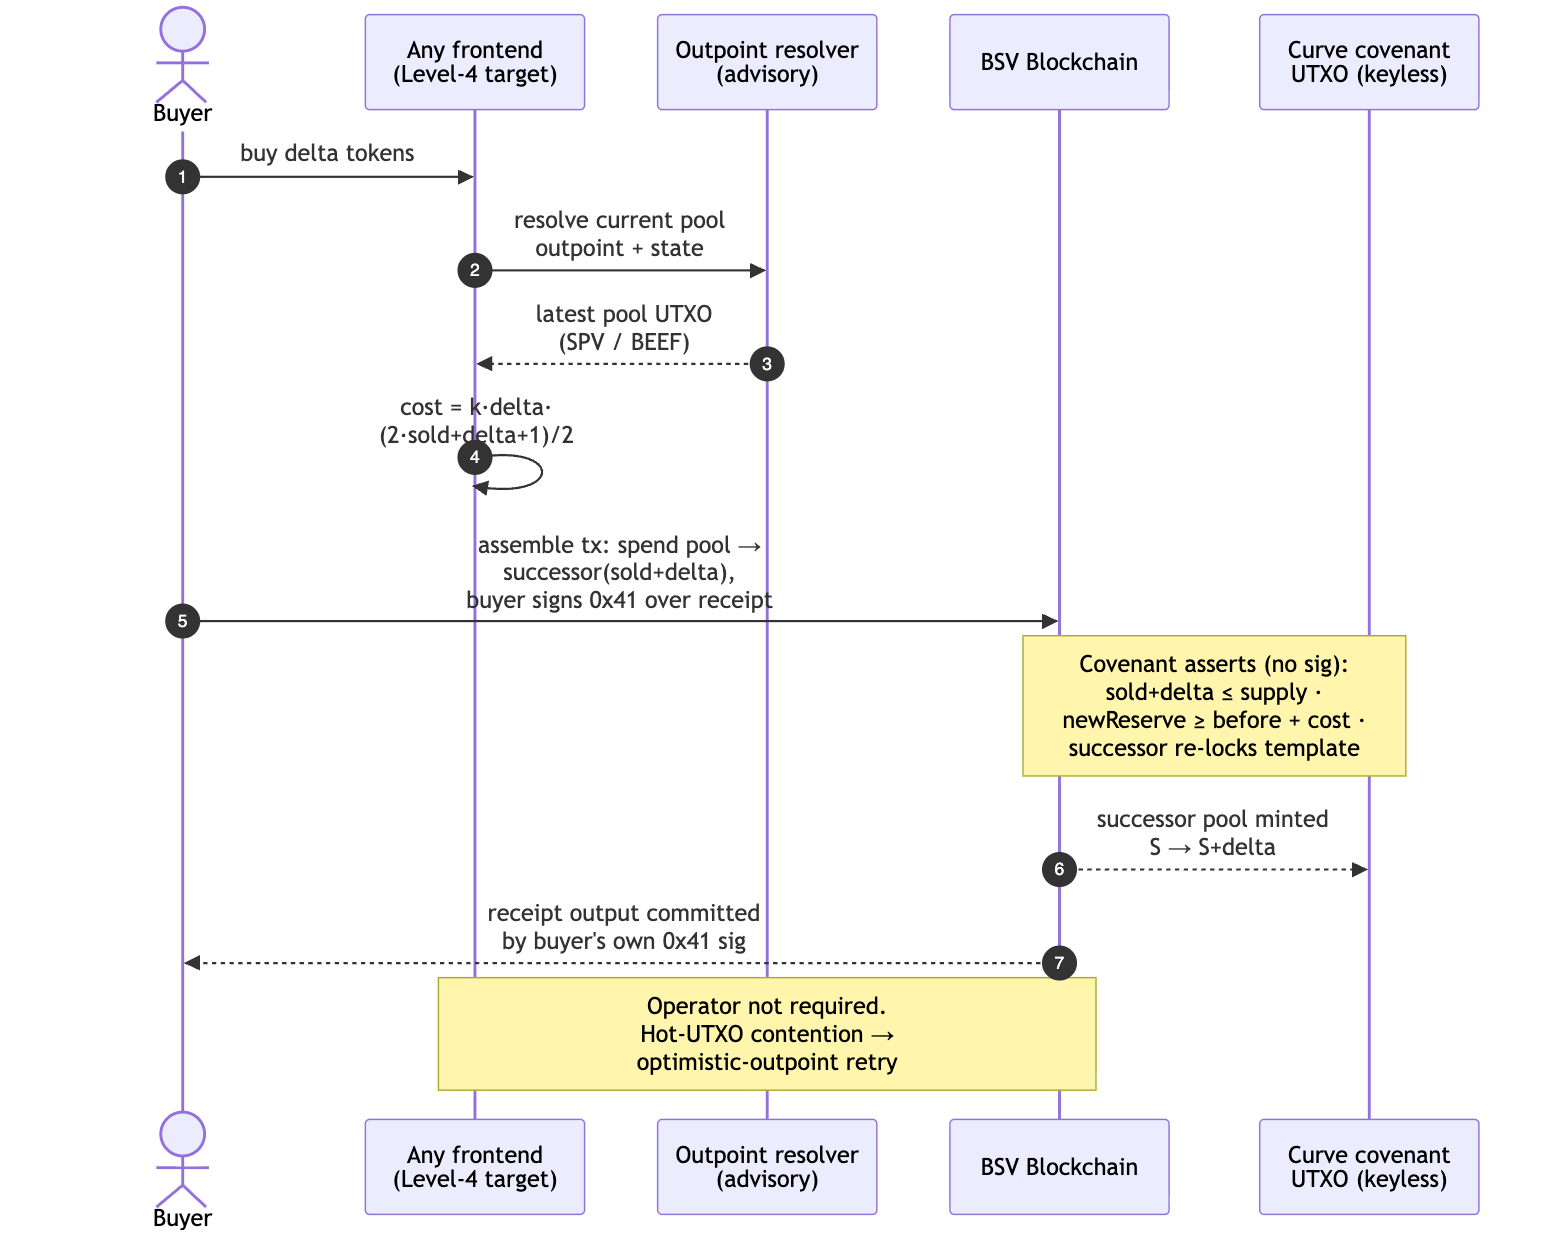 Buyer
Any frontend
(Level-4 target)
Outpoint resolver
(advisory)
BSV Blockchain
Curve covenant
UTXO (keyless)
buy delta tokens
1
resolve current pool
outpoint + state
2
latest pool UTXO
(SPV / BEEF)
3
cost = k·delta·
(2·sold+delta+1)/2
4
assemble tx: spend pool →
successor(sold+delta),
buyer signs 0x41 over receipt
5
Covenant asserts (no sig):
sold+delta ≤ supply ·
newReserve ≥ before + cost ·
successor re-locks template
successor pool minted
S → S+delta
6
receipt output committed
by buyer's own 0x41 sig
7
Operator not required.
Hot-UTXO contention →
optimistic-outpoint retry
Buyer
Any frontend
(Level-4 target)
Outpoint resolver
(advisory)
BSV Blockchain
Curve covenant
UTXO (keyless)